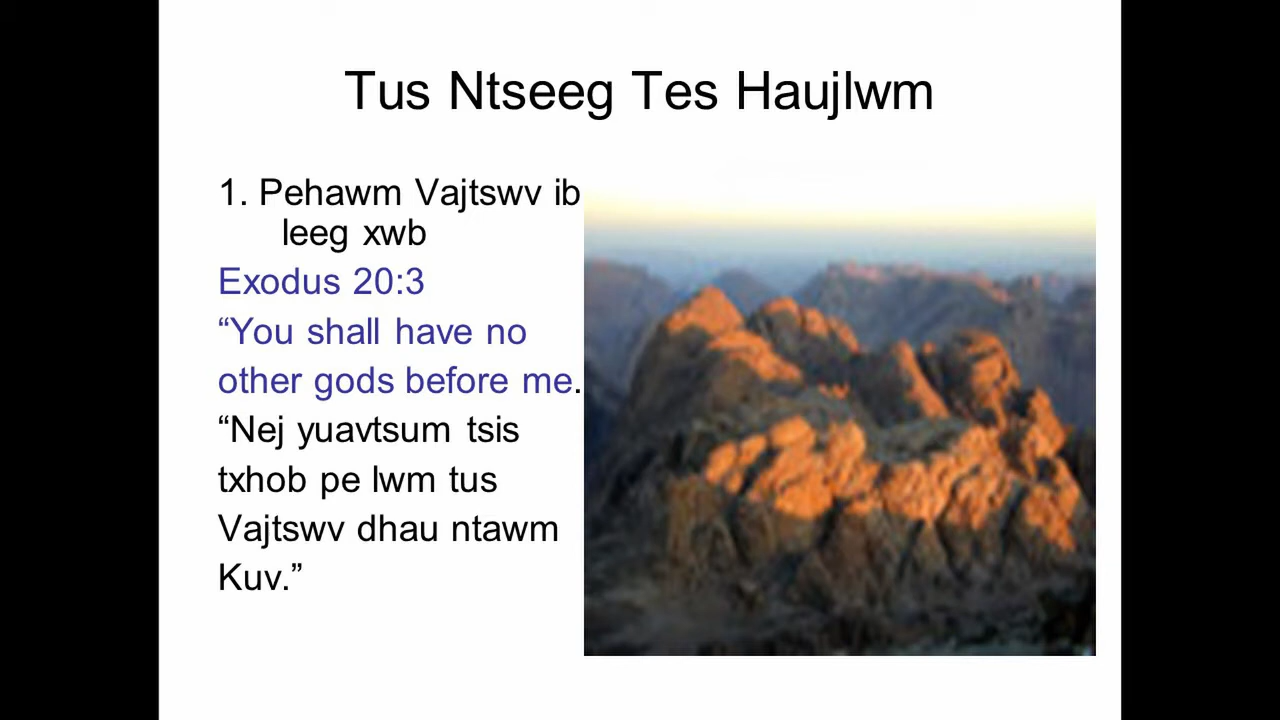 Tus Ntseeg Tes Haujlwm
1. Pehawm Vajtswv ib
leeg xwb
Exodus 20:3
“You shall have no
other gods before me.
“Nej yuavtsum tsis
txhob pe lwm tus
Vajtswv dhau ntawm
Kuv.”